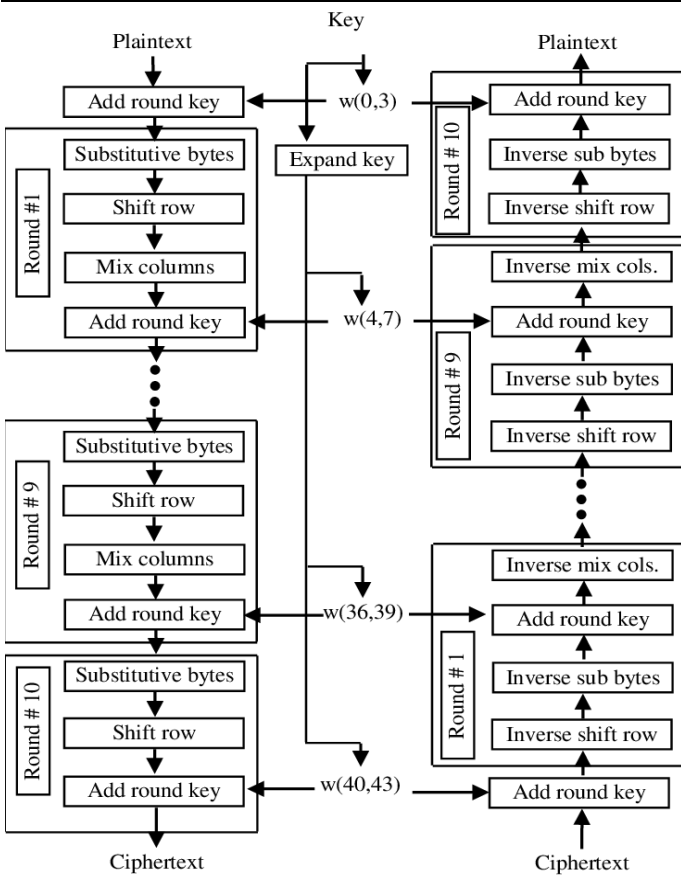 Key
Plaintext
Add round key
Round #1
Substitutive bytes
Shift row
Mix columns
Add round key
Round # 9
Substitutive bytes
Shift row
Mix columns
Add round key
Round # 10
Substitutive bytes
Shift row
Add round key
Ciphertext
w(0,3)
Expand key
w(4,7)
w(36,39)
w(40,43)
Plaintext
Round # 10
Add round key
Inverse sub bytes
Inverse shift row
Round # 9
Inverse mix cols.
Add round key
Inverse sub bytes
Inverse shift row
Round # 1
Inverse mix cols.
Add round key
Inverse sub bytes
Inverse shift row
Add round key
Ciphertext